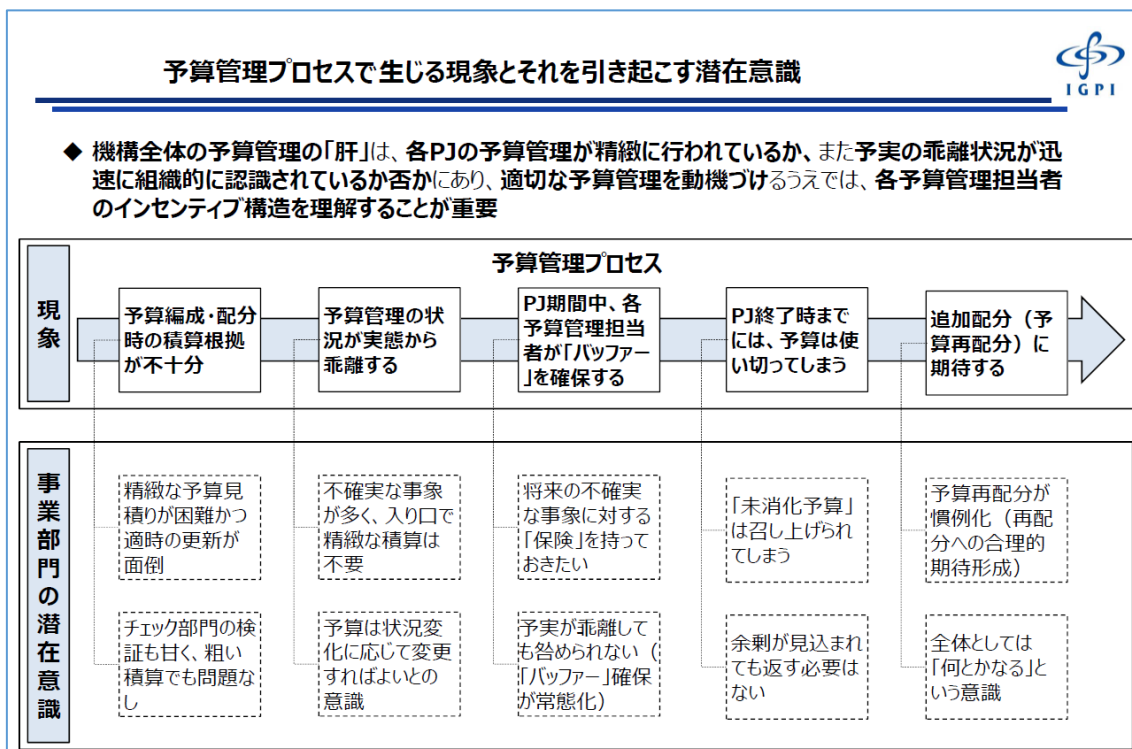 予算管理プロセスで生じる現象とそれを引き起こす潜在意識
IGPI
◆ 機構全体の予算管理の「肝」は、各PJの予算管理が精緻に行われているか、また予実の乖離状況が迅
速に組織的に認識されているか否かにあり、適切な予算管理を動機づけるうえでは、各予算管理担当者
のインセンティブ構造を理解することが重要
現象
予算管理プロセス
予算編成・配分
時の積算根拠
が不十分
予算管理の状
況が実態から
乖離する
PJ期間中、各
予算管理担当
者が「バッファー
」を確保する
PJ終了時まで
には、予算は使
い切ってしまう
追加配分（予
算再配分）に
期待する
事業部門の潜在意識
精緻な予算見
積りが困難かつ
適時の更新が
面倒
不確実な事象
が多く、入り口で
精緻な積算は
不要
将来の不確実
な事象に対する
「保険」を持って
おきたい
「未消化予算」
は召し上げられ
てしまう
予算再配分が
慣例化（再配
分への合理的
期待形成）
チェック部門の検
証も甘く、粗い
積算でも問題な
し
予算は状況変
化に応じて変更
すればよいとの
意識
予実が乖離して
も咎められない（
「バッファー」確保
が常態化）
余剰が見込まれ
ても返す必要は
ない
全体としては
「何とかなる」と
いう意識